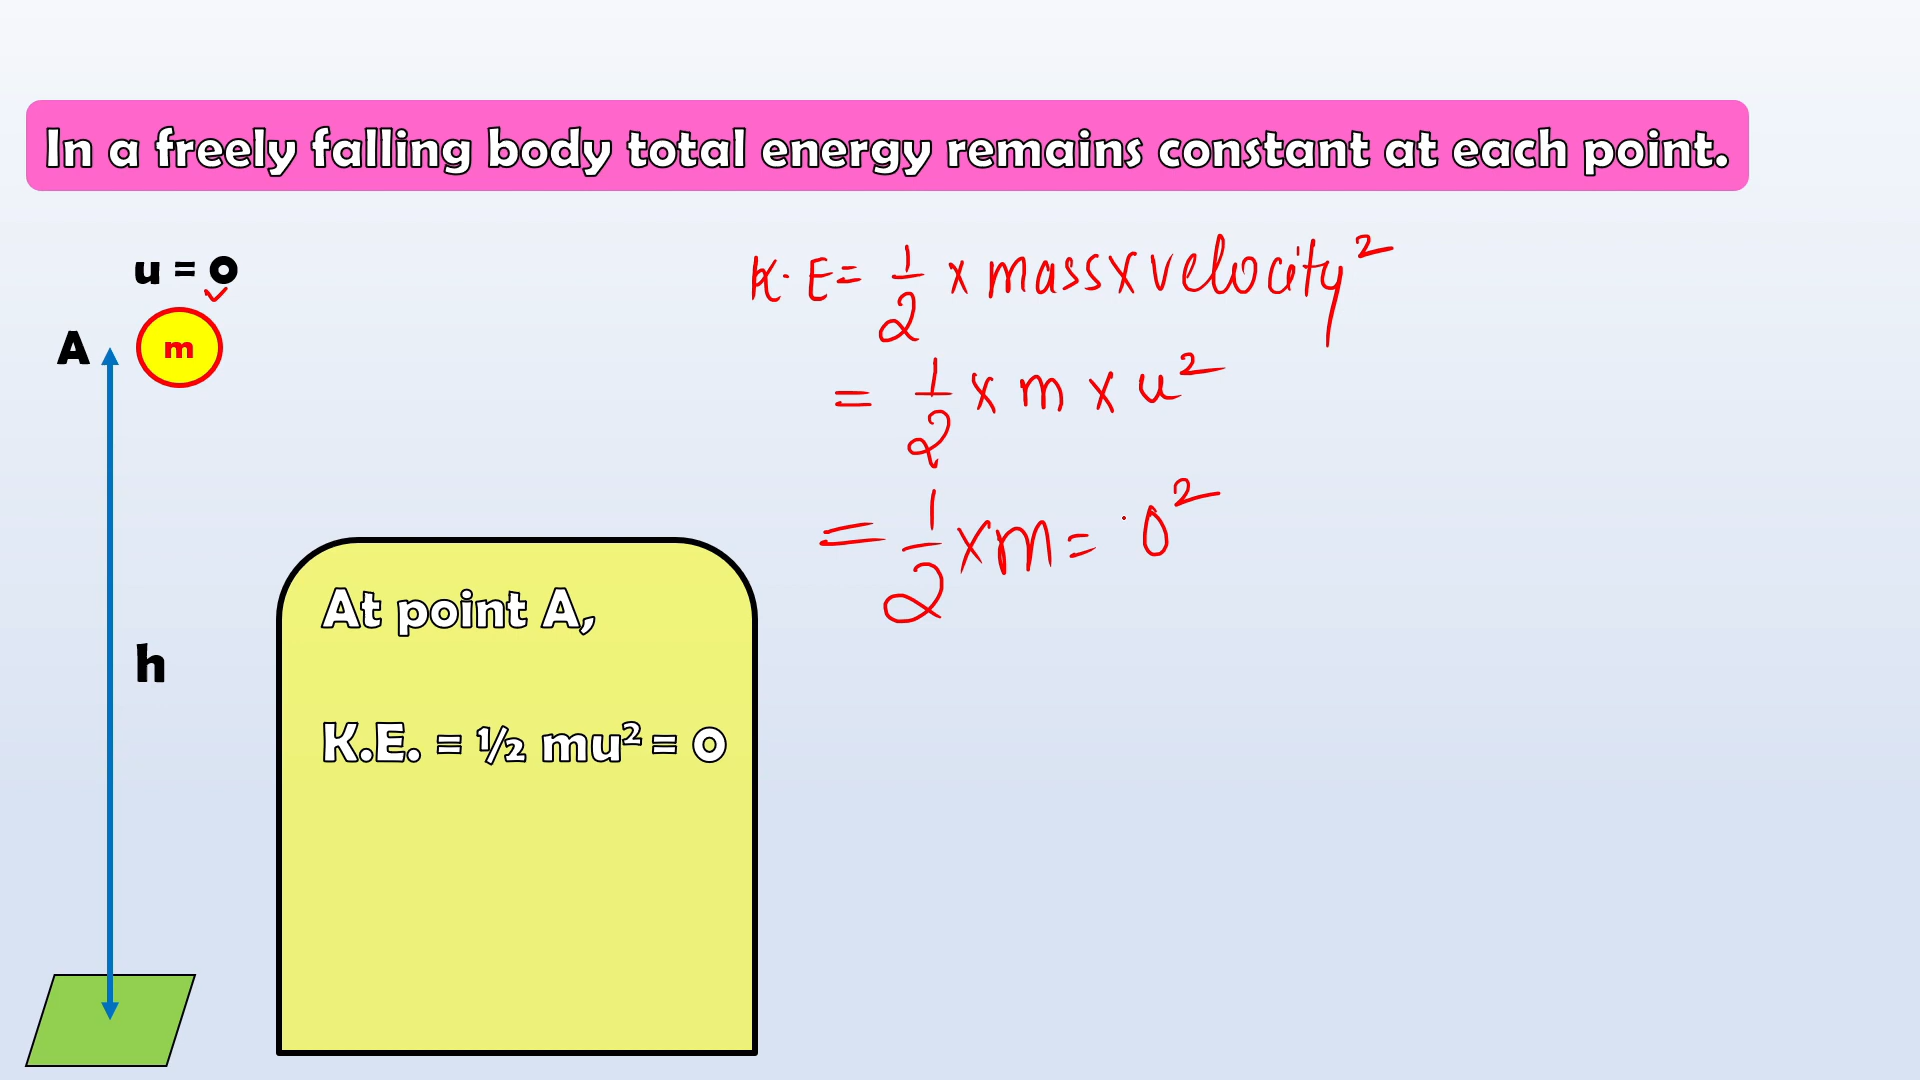 In a freely falling body total energy remains constant at each point.
u = 0
m
A
h
K.E = 1/2 x mass x velocity²
= 1/2 x m x u²
= 1/2 x m = 0²
At point A,
K.E. = ½ mu² = 0